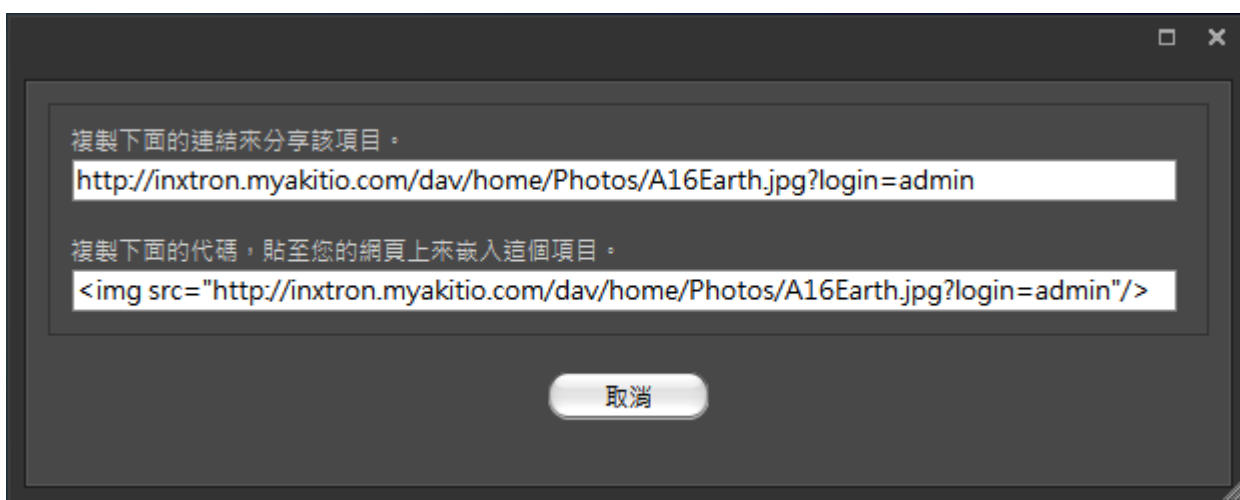 複製下面的連結來分享該項目。
http://inxtron.myakitio.com/dav/home/Photos/A16Earth.jpg?login=admin
複製下面的代碼，貼至您的網頁上來嵌入這個項目。
<img src="http://inxtron.myakitio.com/dav/home/Photos/A16Earth.jpg?login=admin"/>
取消